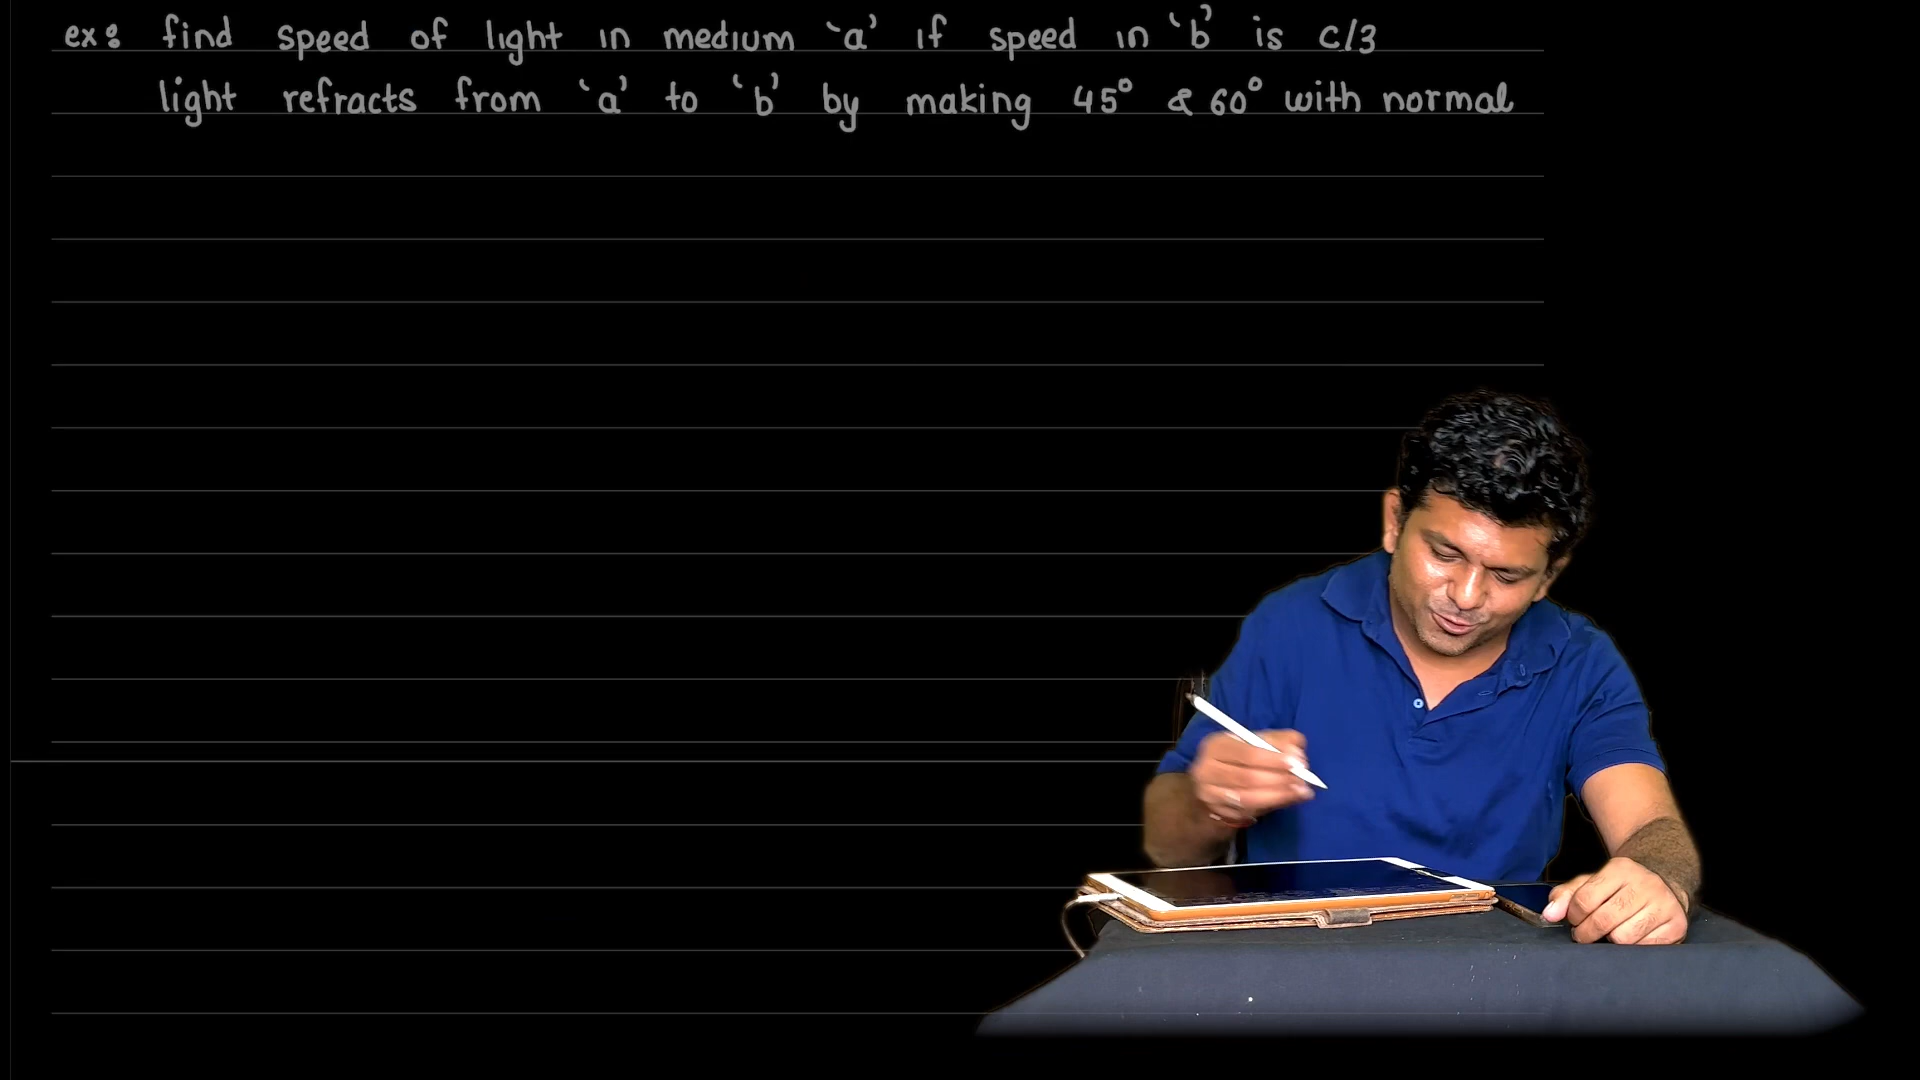 ex: find speed of light in medium 'a' if speed in 'b' is c/3
light refracts from 'a' to 'b' by making 45° & 60° with normal